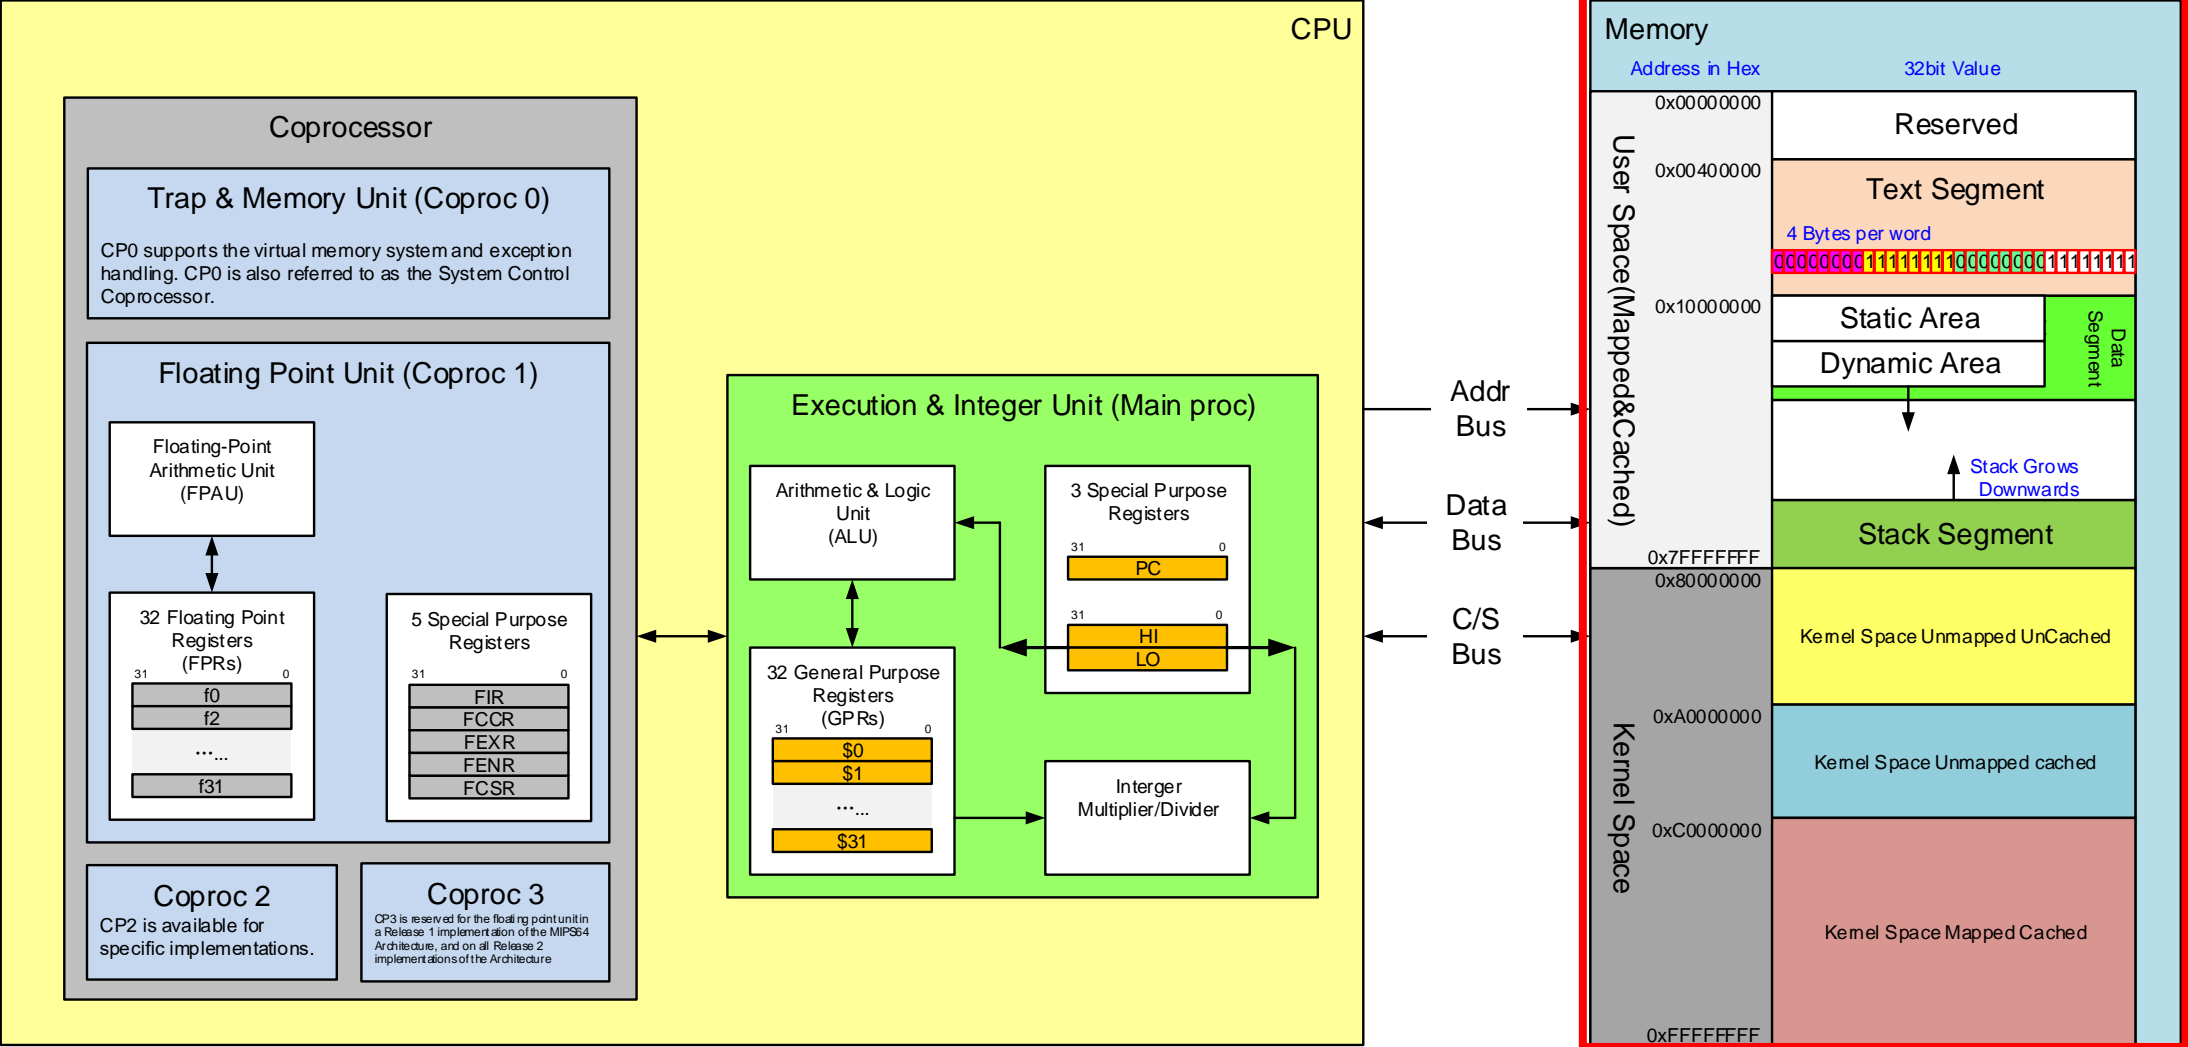 CPU
Coprocessor
Trap & Memory Unit (Coproc 0)
CP0 supports the virtual memory system and exception
handling. CP0 is also referred to as the System Control
Coprocessor.
Floating Point Unit (Coproc 1)
Floating-Point
Arithmetic Unit
(FPAU)
32 Floating Point
Registers
(FPRs)
31 0
f0
f2
...
...
f31
5 Special Purpose
Registers
31 0
FIR
FCCR
FEXR
FENR
FCSR
Coproc 2
CP2 is available for
specific implementations.
Coproc 3
CP3 is reserved for the floating point unit in
a Release 1 implementation of the MIPS64
Architecture, and on all Release 2
implementations of the Architecture
Execution & Integer Unit (Main proc)
Arithmetic & Logic
Unit
(ALU)
3 Special Purpose
Registers
31 0
PC
31 0
HI
LO
32 General Purpose
Registers
(GPRs)
31 0
$0
$1
...
...
$31
Interger
Multiplier/Divider
Addr
Bus
Data
Bus
C/S
Bus
Memory
Address in Hex
32bit Value
User Space(Mapped&Cached)
0x00000000
Reserved
0x00400000
Text Segment
4 Bytes per word
00000000111111110000000011111111
0x10000000
Static Area
Dynamic Area
Data
Segment
Stack Grows
Downwards
Stack Segment
0x7FFFFFFF
Kernel Space
0x80000000
Kernel Space Unmapped UnCached
0xA0000000
Kernel Space Unmapped cached
0xC0000000
Kernel Space Mapped Cached
0xFFFFFFFF